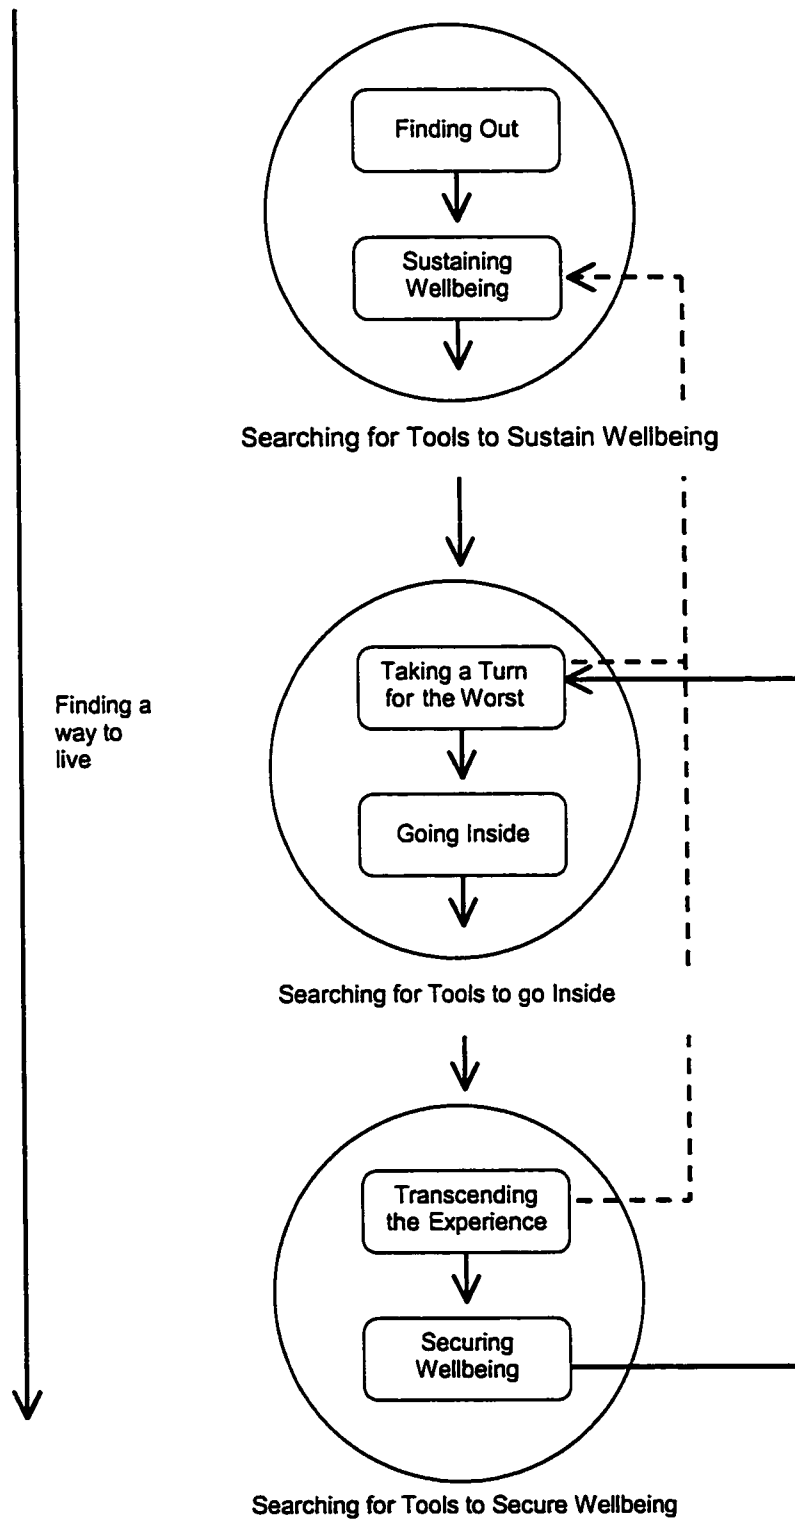 Finding Out
Sustaining
Wellbeing
Searching for Tools to Sustain Wellbeing
Taking a Turn
for the Worst
Finding a
way to
live
Going Inside
Searching for Tools to go Inside
Transcending
the Experience
Securing
Wellbeing
Searching for Tools to Secure Wellbeing